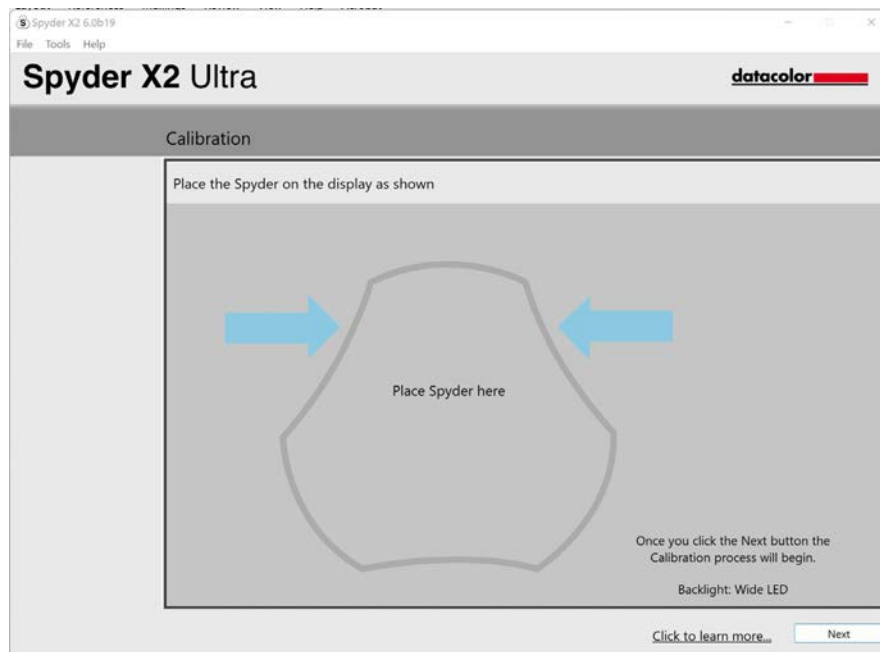 Spyder X2 6.0b19
File Tools Help
Spyder X2 Ultra
datacolor
Calibration
Place the Spyder on the display as shown
Place Spyder here
Once you click the Next button the
Calibration process will begin.
Backlight: Wide LED
Click to learn more...
Next